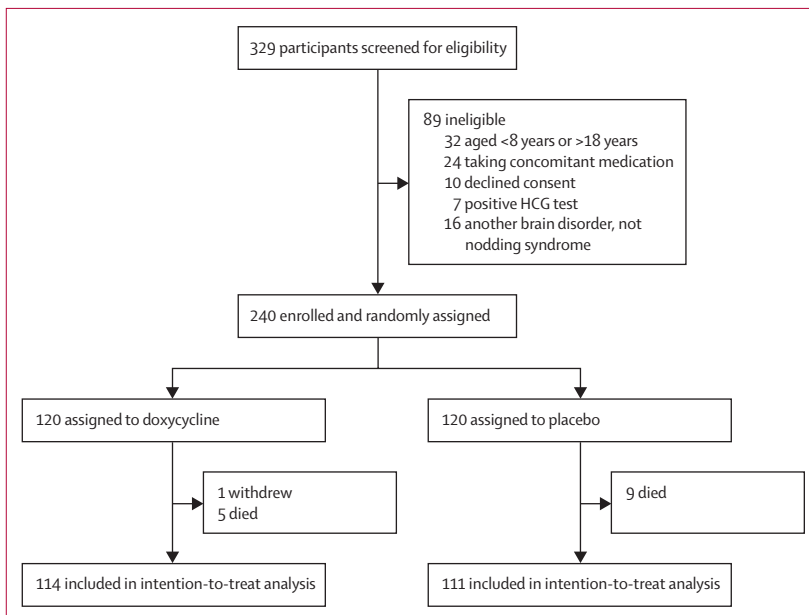 329 participants screened for eligibility
89 ineligible
32 aged <8 years or >18 years
24 taking concomitant medication
10 declined consent
7 positive HCG test
16 another brain disorder, not
nodding syndrome
240 enrolled and randomly assigned
120 assigned to doxycycline
120 assigned to placebo
1 withdrew
5 died
9 died
114 included in intention-to-treat analysis
111 included in intention-to-treat analysis